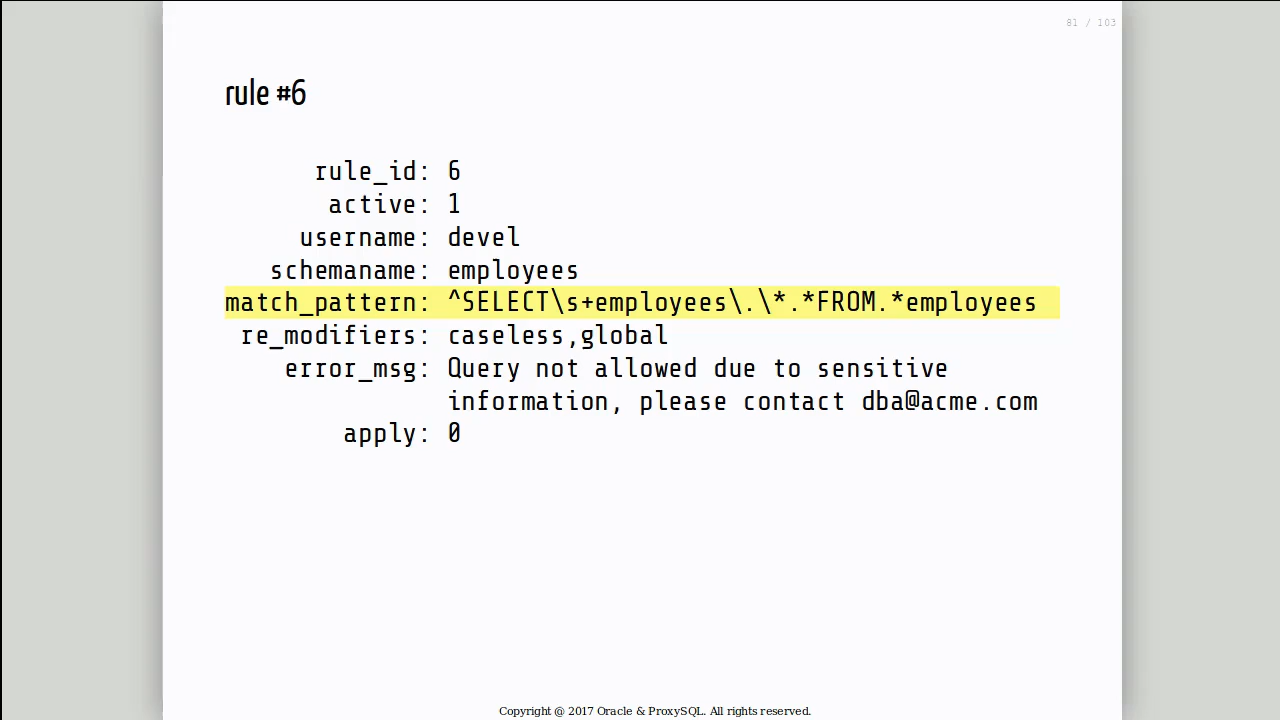 81 / 103
rule #6
rule_id: 6
active: 1
username: devel
schemaname: employees
match_pattern: ^SELECT\s+employees\.\*.*FROM.*employees
re_modifiers: caseless,global
error_msg: Query not allowed due to sensitive
information, please contact dba@acme.com
apply: 0
Copyright @ 2017 Oracle & ProxySQL. All rights reserved.